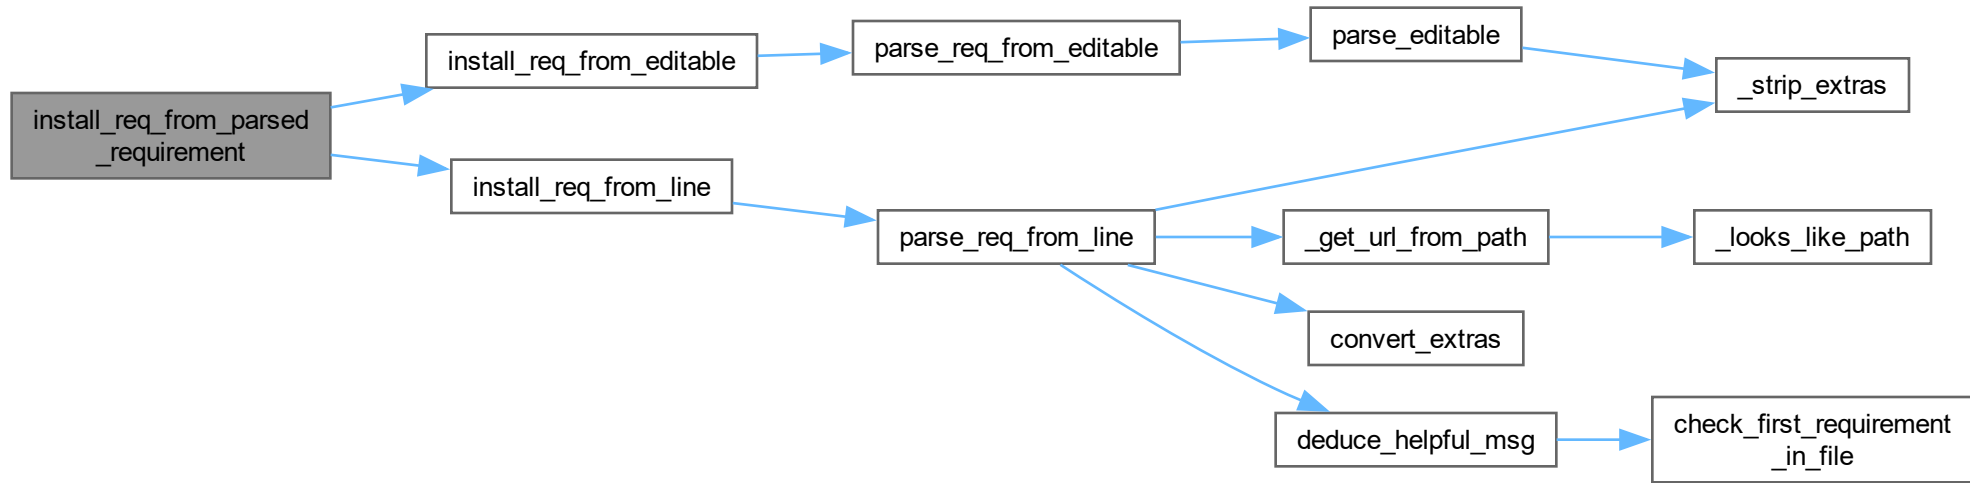 install_req_from_parsed
_requirement
install_req_from_editable
parse_req_from_editable
parse_editable
_strip_extras
install_req_from_line
parse_req_from_line
_get_url_from_path
_looks_like_path
convert_extras
deduce_helpful_msg
check_first_requirement
_in_file